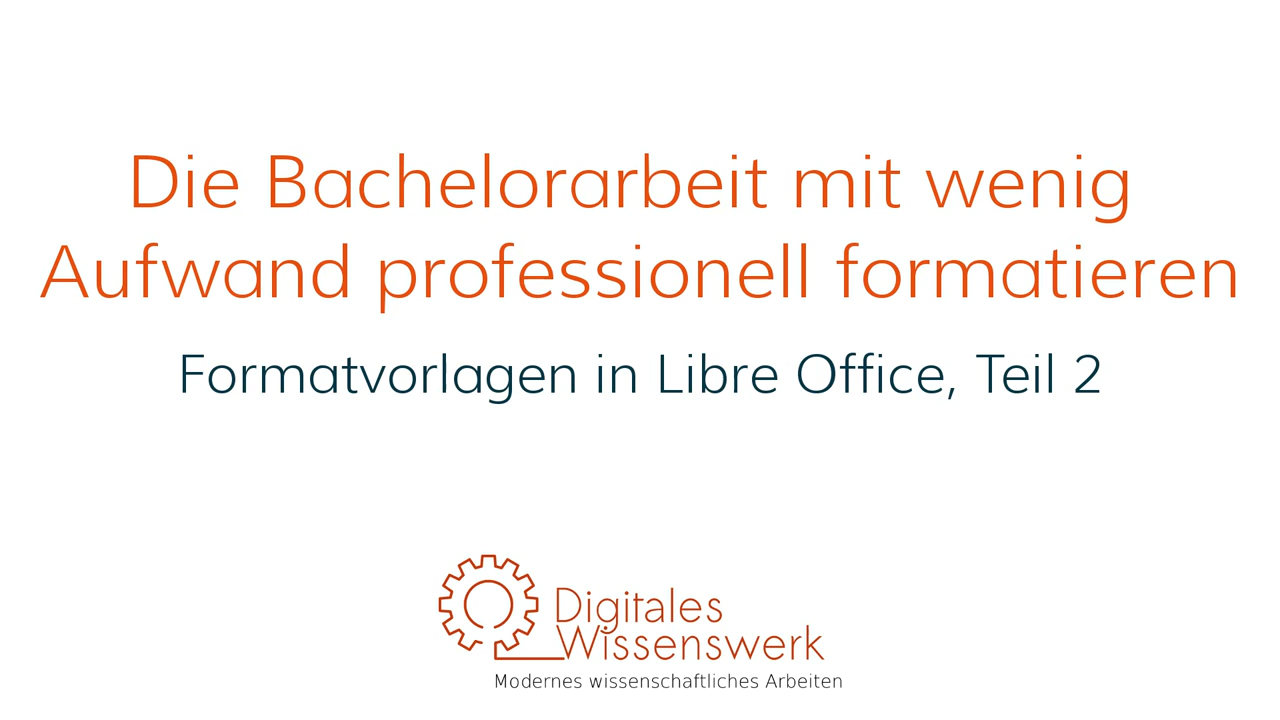 Die Bachelorarbeit mit wenig
Aufwand professionell formatieren
Formatvorlagen in Libre Office, Teil 2
Digitales
Wissenswerk
Modernes wissenschaftliches Arbeiten